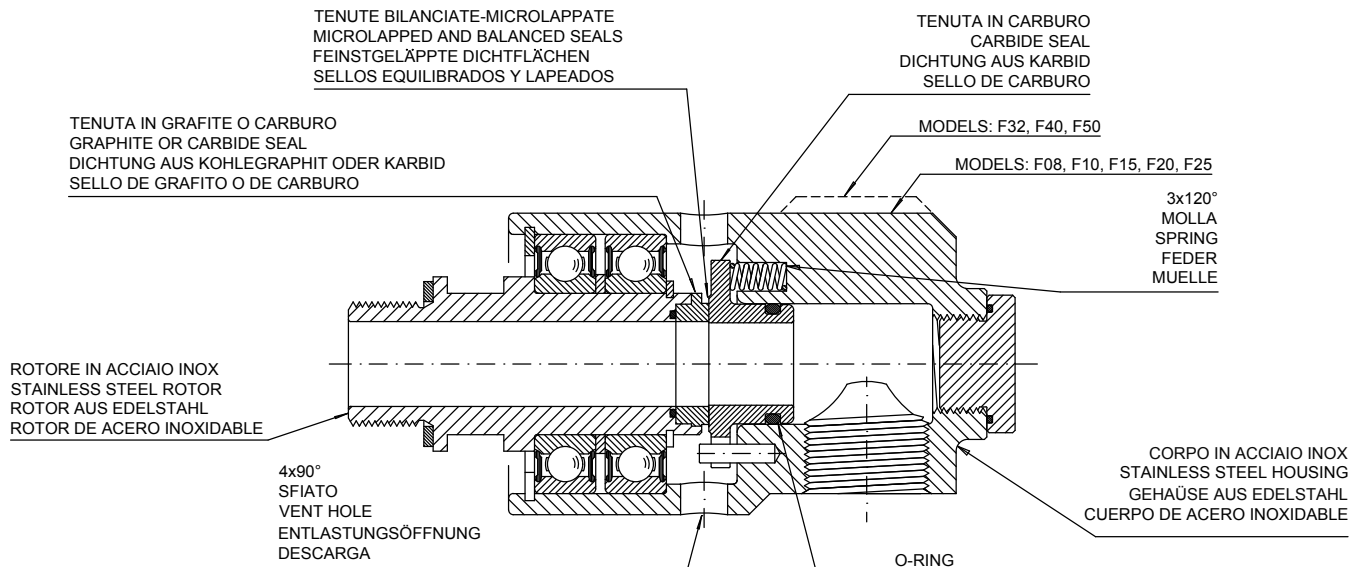 TENUTE BILANCIATE-MICROLAPPATE
MICROLAPPED AND BALANCED SEALS
FEINSTGELÄPPTE DICHTFLÄCHEN
SELLOS EQUILIBRADOS Y LAPEADOS
TENUTA IN CARBURO
CARBIDE SEAL
DICHTUNG AUS KARBID
SELLO DE CARBURO
TENUTA IN GRAFITE O CARBURO
GRAPHITE OR CARBIDE SEAL
DICHTUNG AUS KOHLEGRAPHIT ODER KARBID
SELLO DE GRAFITO O DE CARBURO
MODELS: F32, F40, F50
MODELS: F08, F10, F15, F20, F25
3x120°
MOLLA
SPRING
FEDER
MUELLE
ROTORE IN ACCIAIO INOX
STAINLESS STEEL ROTOR
ROTOR AUS EDELSTAHL
ROTOR DE ACERO INOXIDABLE
4x90°
SFIATO
VENT HOLE
ENTLASTUNGSÖFFNUNG
DESCARGA
CORPO IN ACCIAIO INOX
STAINLESS STEEL HOUSING
GEHAÜSE AUS EDELSTAHL
CUERPO DE ACERO INOXIDABLE
O-RING